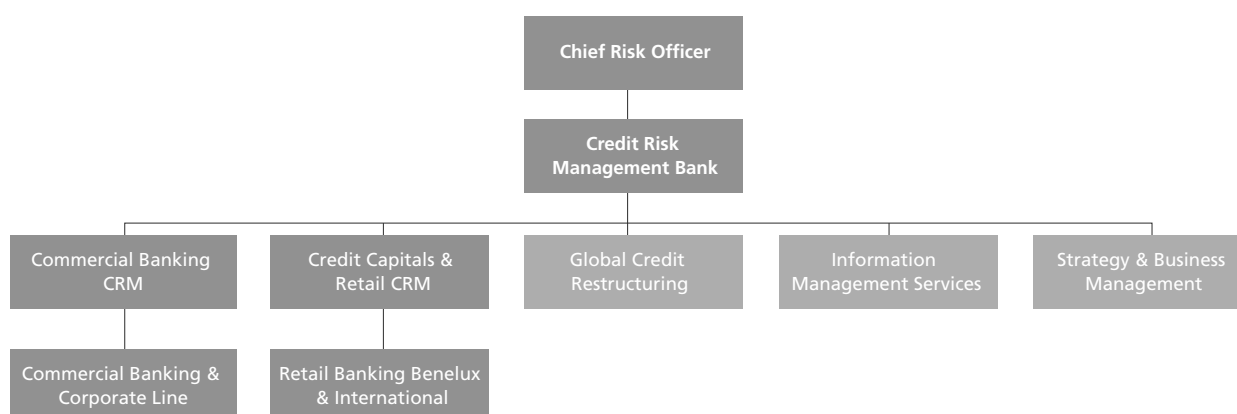 Chief Risk Officer
Credit Risk
Management Bank
Commercial Banking
CRM
Credit Capitals &
Retail CRM
Global Credit
Restructuring
Information
Management Services
Strategy & Business
Management
Commercial Banking &
Corporate Line
Retail Banking Benelux
& International